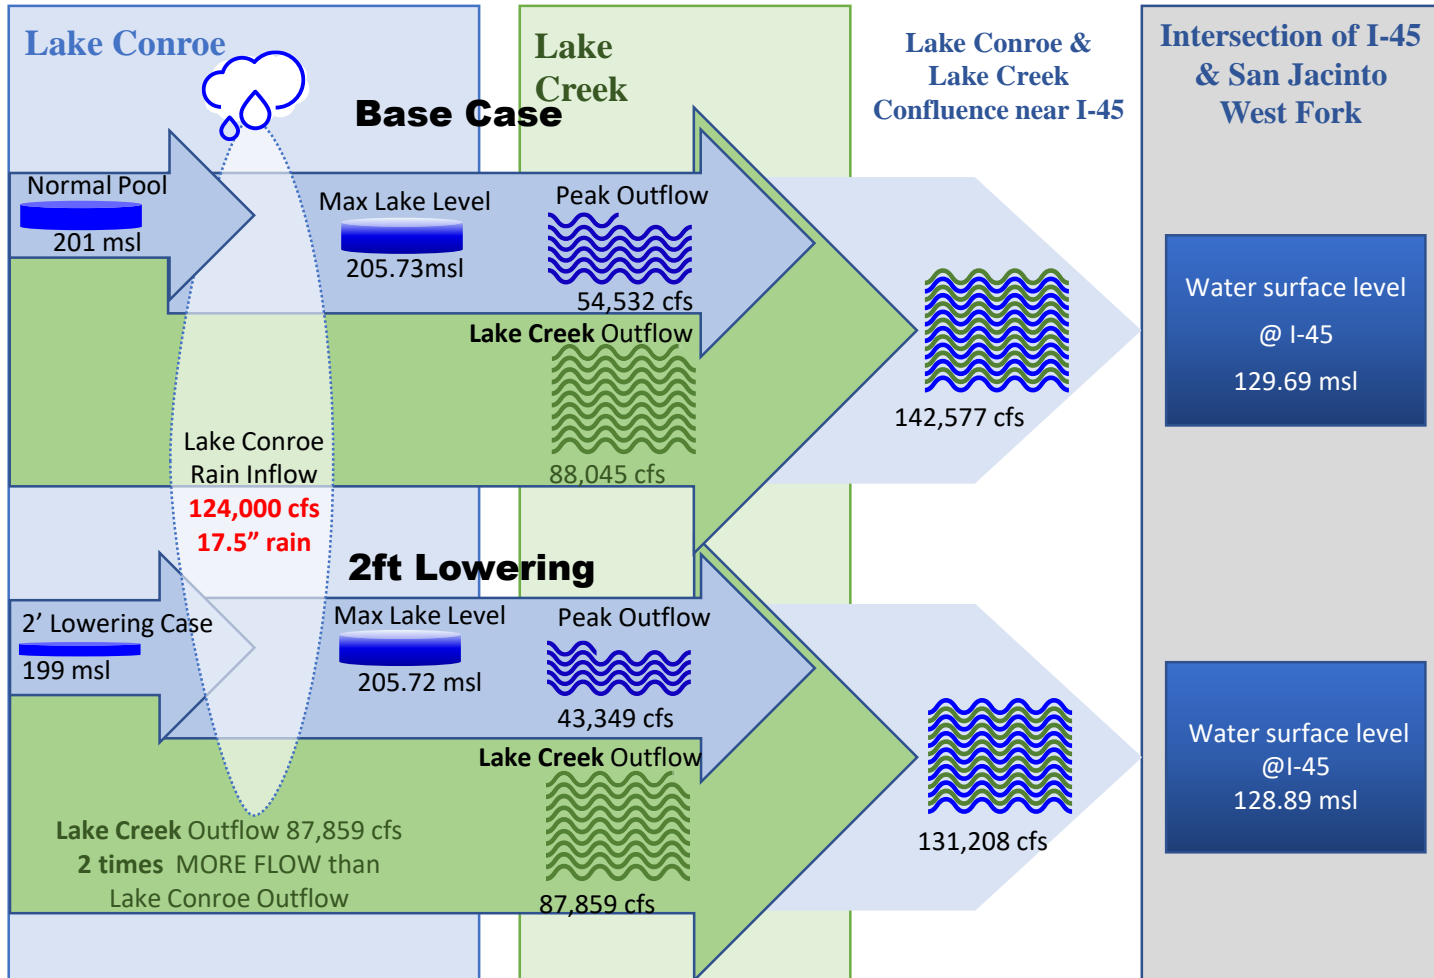 Lake Conroe
Lake
Creek
Lake Conroe &
Lake Creek
Confluence near I-45
Intersection of I-45
& San Jacinto
West Fork
Base Case
Normal Pool
201 msl
Max Lake Level
205.73msl
Peak Outflow
54,532 cfs
Lake Creek Outflow
88,045 cfs
142,577 cfs
Water surface level
@ I-45
129.69 msl
Lake Conroe
Rain Inflow
124,000 cfs
17.5” rain
2ft Lowering
2’ Lowering Case
199 msl
Max Lake Level
205.72 msl
Peak Outflow
43,349 cfs
Lake Creek Outflow
87,859 cfs
131,208 cfs
Water surface level
@I-45
128.89 msl
Lake Creek Outflow 87,859 cfs
2 times MORE FLOW than
Lake Conroe Outflow